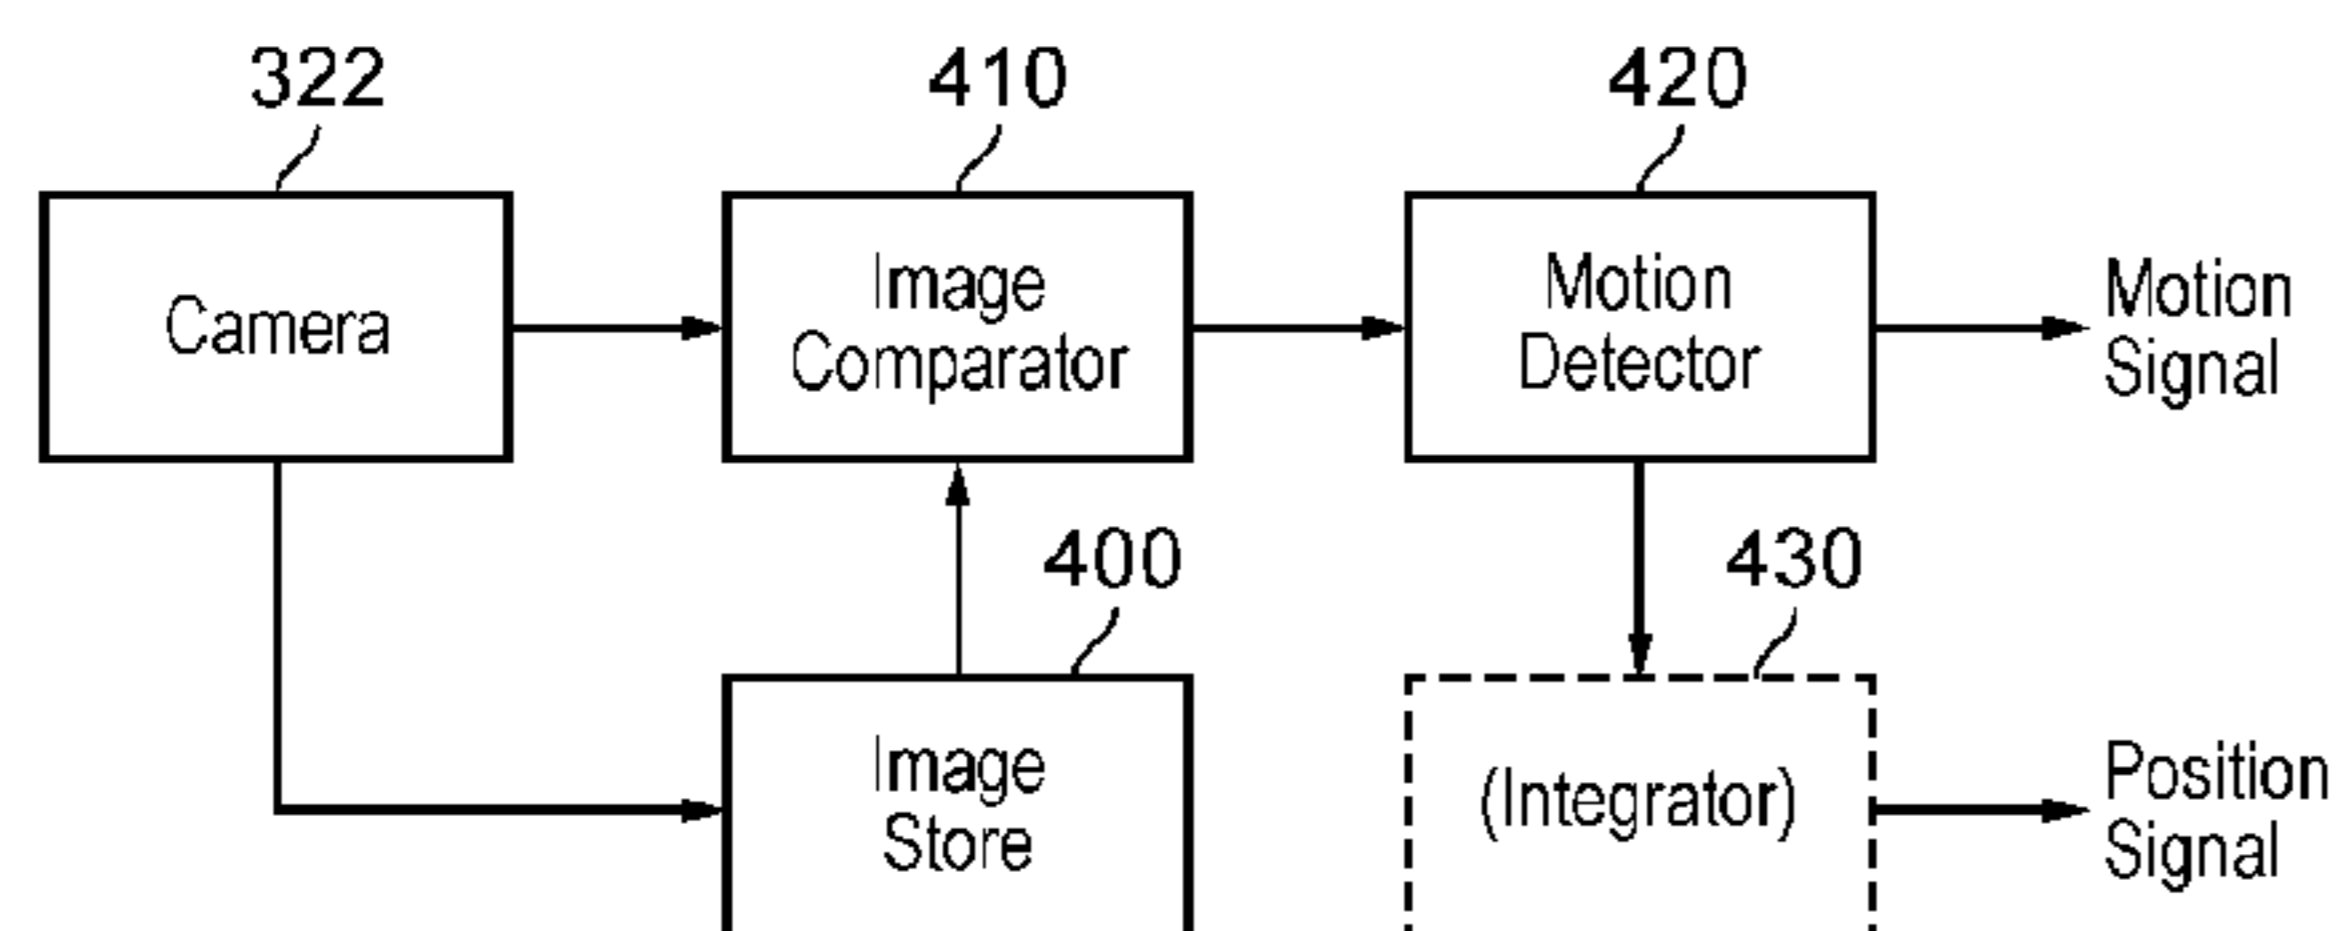 322
410
420
Camera
Image
Comparator
Motion
Detector
Motion
Signal
400
430
Image
Store
(Integrator)
Position
Signal